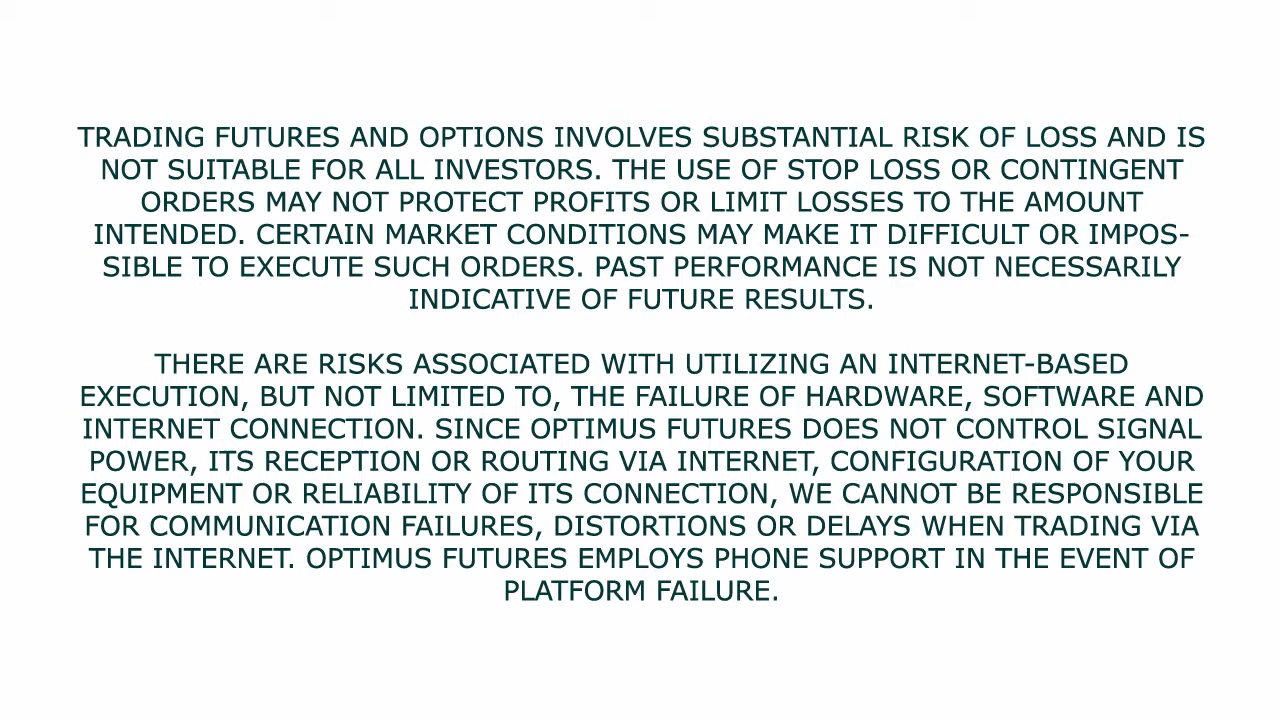 TRADING FUTURES AND OPTIONS INVOLVES SUBSTANTIAL RISK OF LOSS AND IS
NOT SUITABLE FOR ALL INVESTORS. THE USE OF STOP LOSS OR CONTINGENT
ORDERS MAY NOT PROTECT PROFITS OR LIMIT LOSSES TO THE AMOUNT
INTENDED. CERTAIN MARKET CONDITIONS MAY MAKE IT DIFFICULT OR IMPOS-
SIBLE TO EXECUTE SUCH ORDERS. PAST PERFORMANCE IS NOT NECESSARILY
INDICATIVE OF FUTURE RESULTS.
THERE ARE RISKS ASSOCIATED WITH UTILIZING AN INTERNET-BASED
EXECUTION, BUT NOT LIMITED TO, THE FAILURE OF HARDWARE, SOFTWARE AND
INTERNET CONNECTION. SINCE OPTIMUS FUTURES DOES NOT CONTROL SIGNAL
POWER, ITS RECEPTION OR ROUTING VIA INTERNET, CONFIGURATION OF YOUR
EQUIPMENT OR RELIABILITY OF ITS CONNECTION, WE CANNOT BE RESPONSIBLE
FOR COMMUNICATION FAILURES, DISTORTIONS OR DELAYS WHEN TRADING VIA
THE INTERNET. OPTIMUS FUTURES EMPLOYS PHONE SUPPORT IN THE EVENT OF
PLATFORM FAILURE.